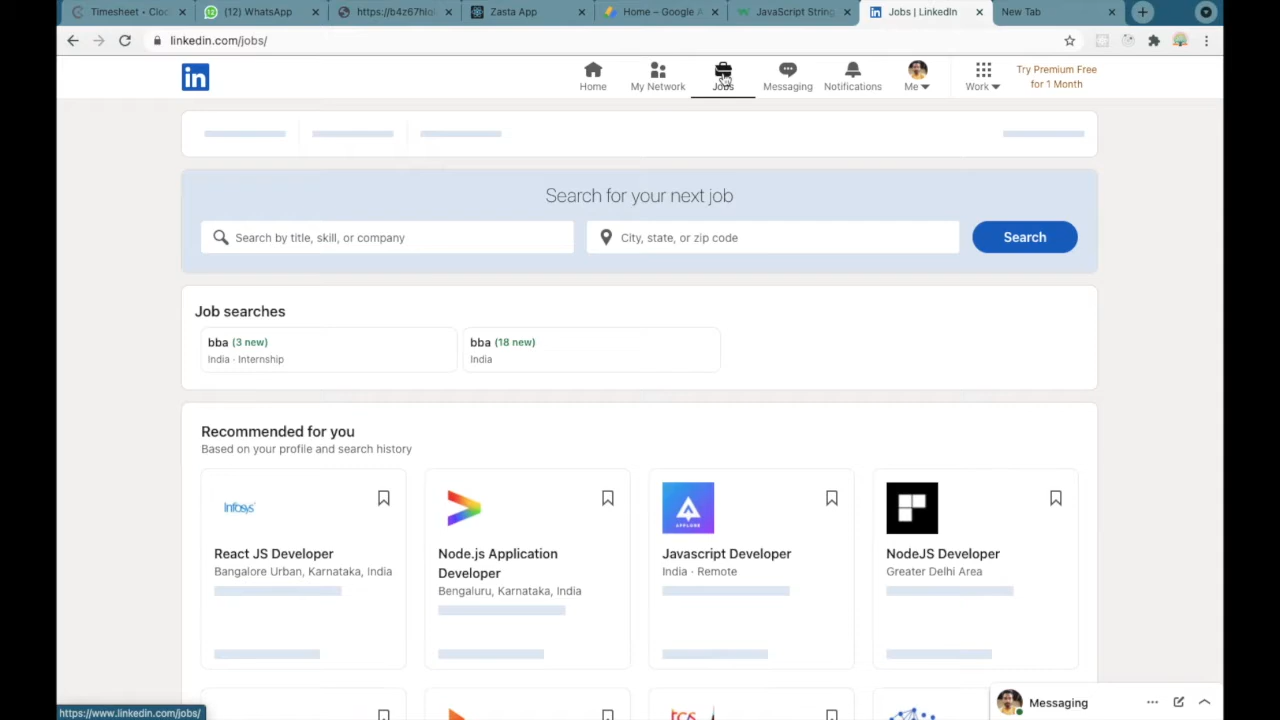 Timesheet • Cloc
(12) WhatsApp
https://b4z67hlo
Zasta App
Home – Google A
JavaScript String
Jobs | LinkedIn
New Tab
linkedin.com/jobs/
in
Home
My Network
Jobs
Messaging
Notifications
Me
Work
Try Premium Free
for 1 Month
Search for your next job
Search by title, skill, or company
City, state, or zip code
Search
Job searches
bba (3 new)
India · Internship
bba (18 new)
India
Recommended for you
Based on your profile and search history
Infosys
React JS Developer
Bangalore Urban, Karnataka, India
Node.js Application
Developer
Bengaluru, Karnataka, India
Javascript Developer
India · Remote
NodeJS Developer
Greater Delhi Area
tcs
Messaging
https://www.linkedin.com/jobs/